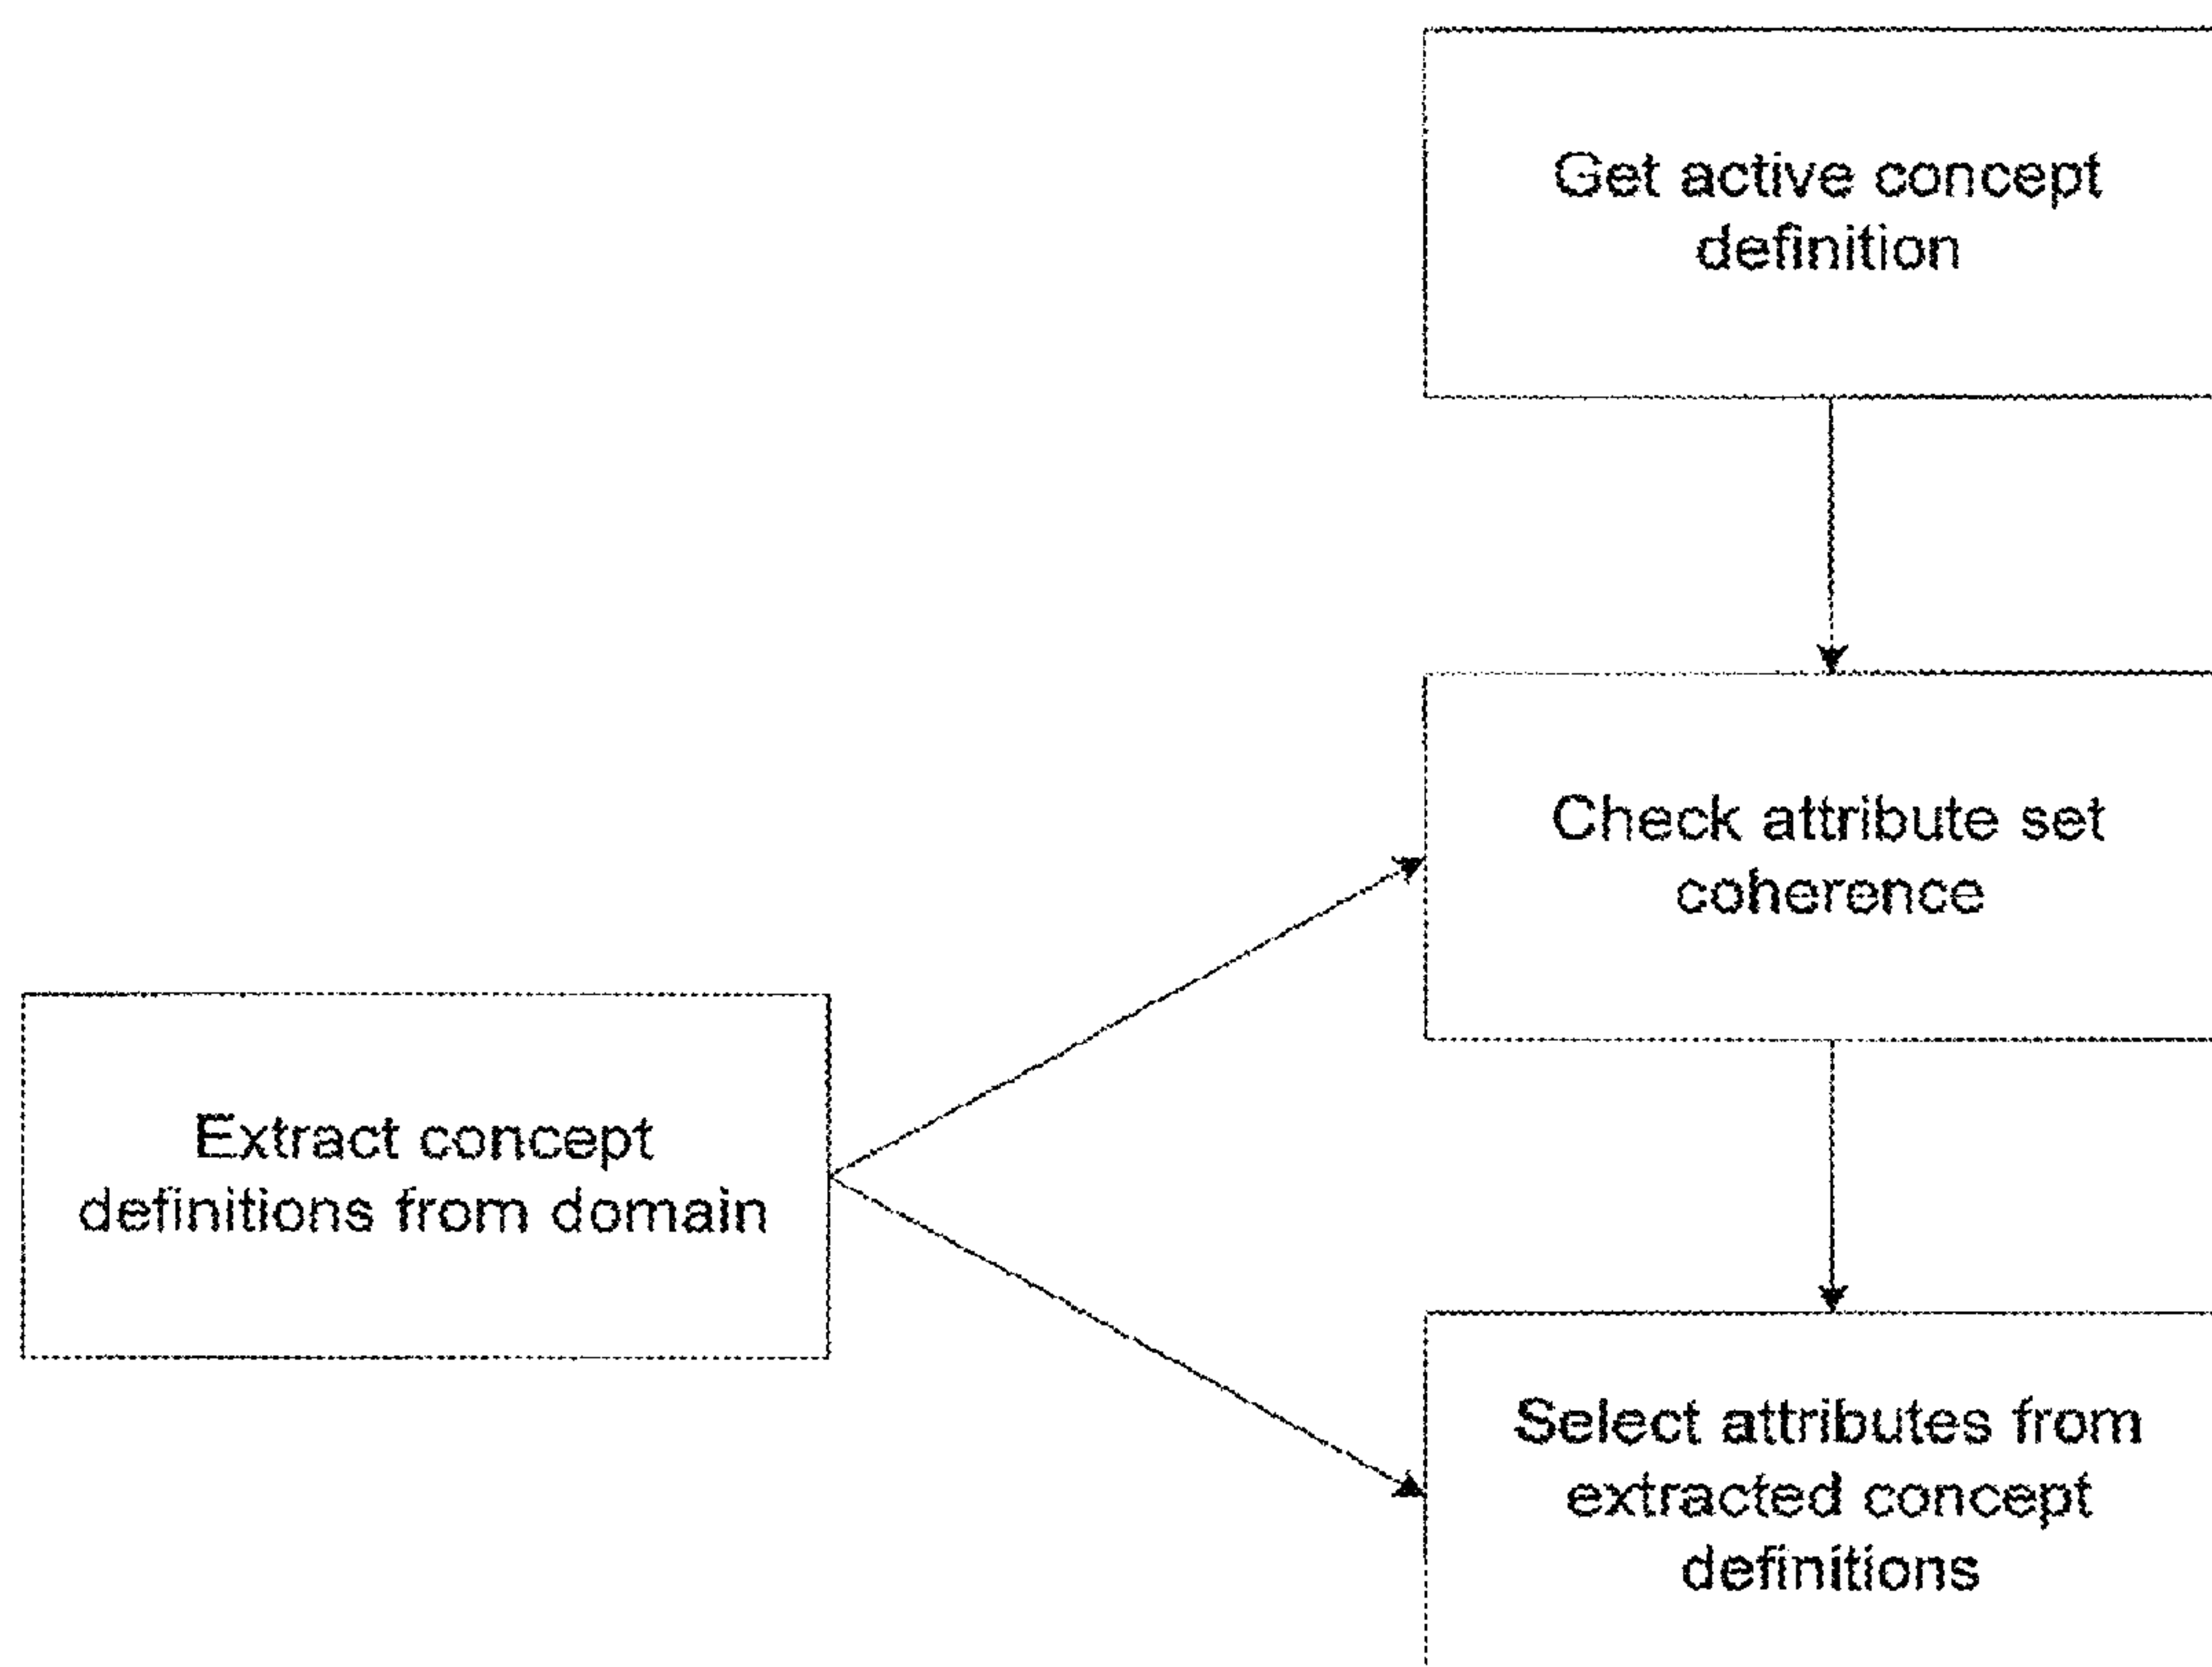 Get active concept
definition
Check attribute set
coherence
Extract concept
definitions from domain
Select attributes from
extracted concept
definitions